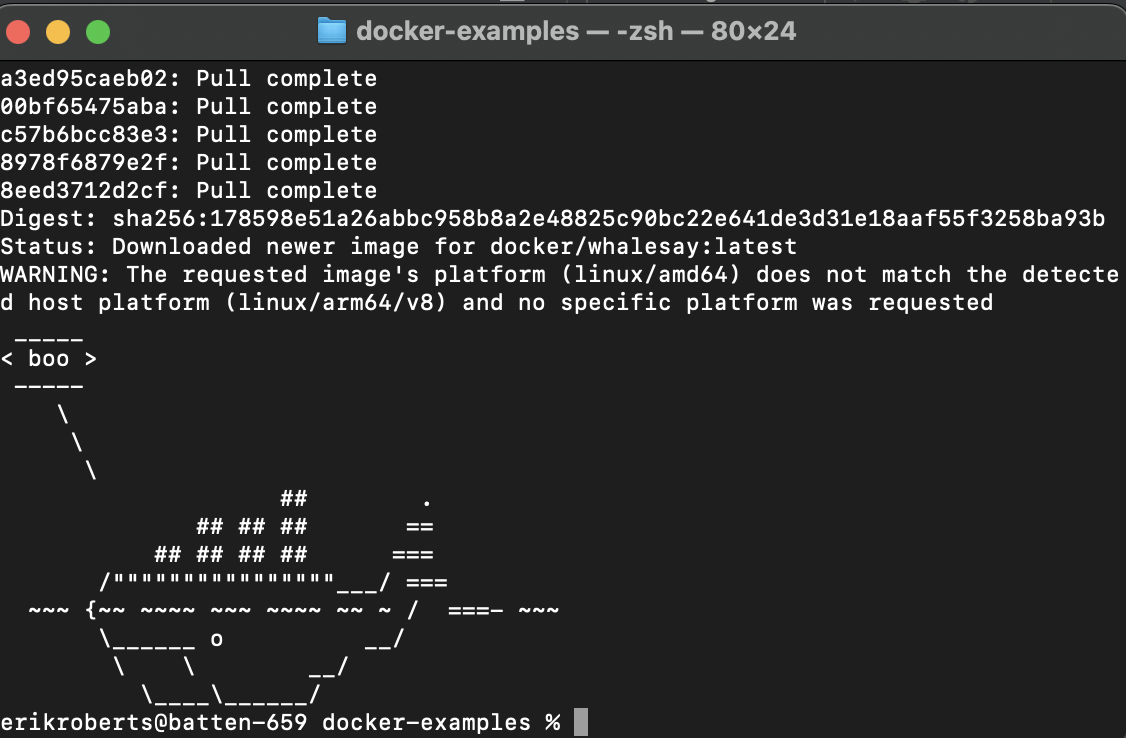 docker-examples — -zsh — 80×24
a3ed95caeb02: Pull complete
00bf65475aba: Pull complete
c57b6bcc83e3: Pull complete
8978f6879e2f: Pull complete
8eed3712d2cf: Pull complete
Digest: sha256:178598e51a26abbc958b8a2e48825c90bc22e641de3d31e18aaf55f3258ba93b
Status: Downloaded newer image for docker/whalesay:latest
WARNING: The requested image's platform (linux/amd64) does not match the detecte
d host platform (linux/arm64/v8) and no specific platform was requested
 _____
< boo >
 -----
    \
     \
      \
                    ##        .
              ## ## ##       ==
           ## ## ## ##      ===
       /""""""""""""""""___/ ===
  ~~~ {~~ ~~~~ ~~~ ~~~~ ~~ ~ /  ===- ~~~
       \______ o          __/
        \    \        __/
          \____\______/
erikroberts@batten-659 docker-examples %